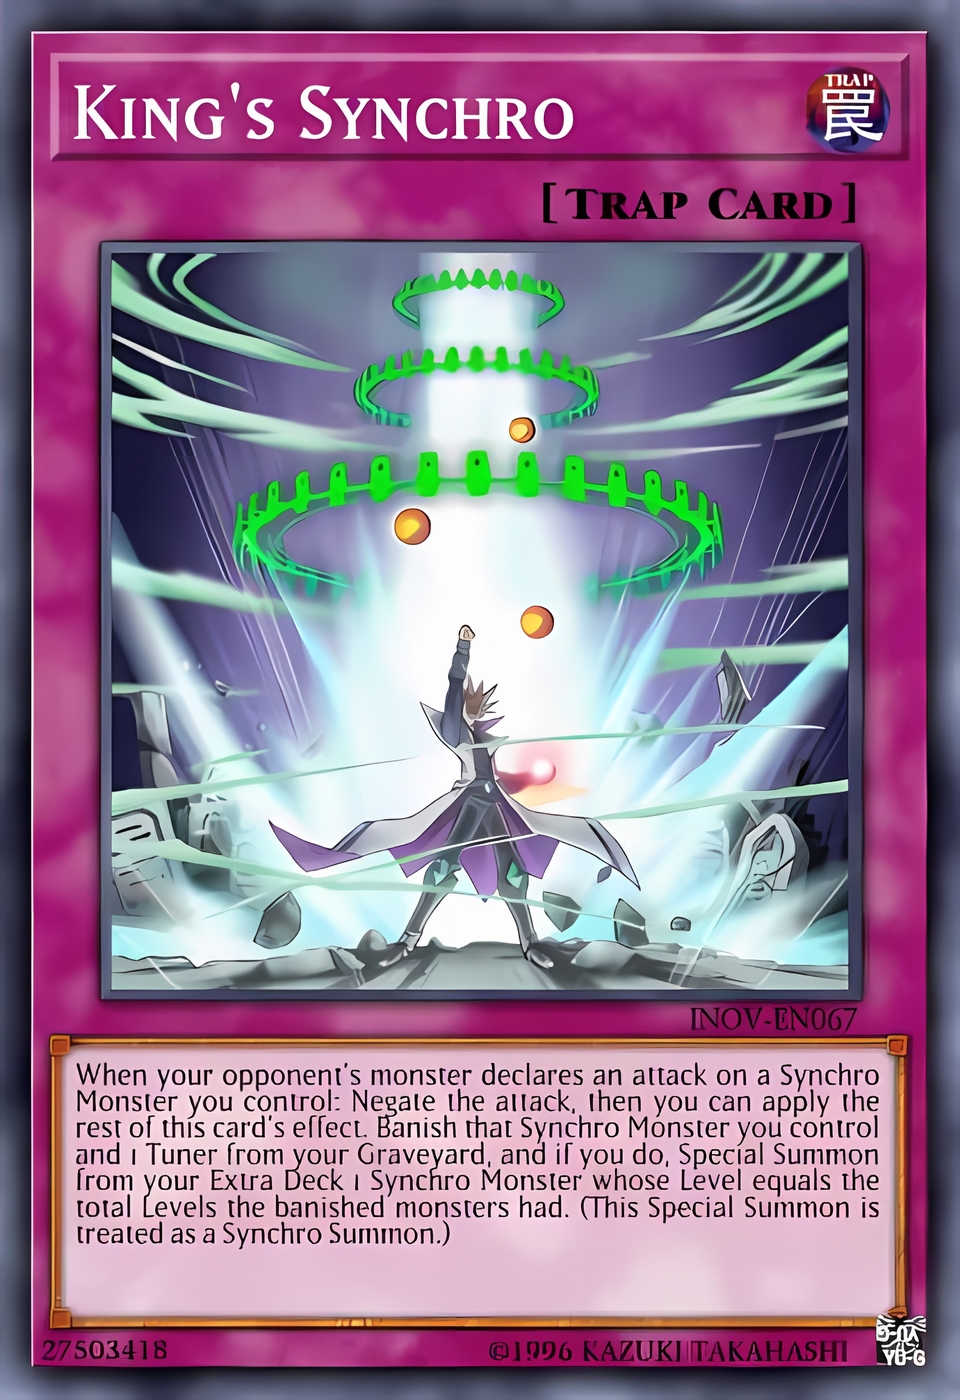 King's Synchro
TRAP
罠
[Trap Card]
INOV-EN067
When your opponent's monster declares an attack on a Synchro
Monster you control: Negate the attack, then you can apply the
rest of this card's effect. Banish that Synchro Monster you control
and 1 Tuner from your Graveyard, and if you do, Special Summon
from your Extra Deck 1 Synchro Monster whose Level equals the
total Levels the banished monsters had. (This Special Summon is
treated as a Synchro Summon.)
27503418
©1996 KAZUKI TAKAHASHI